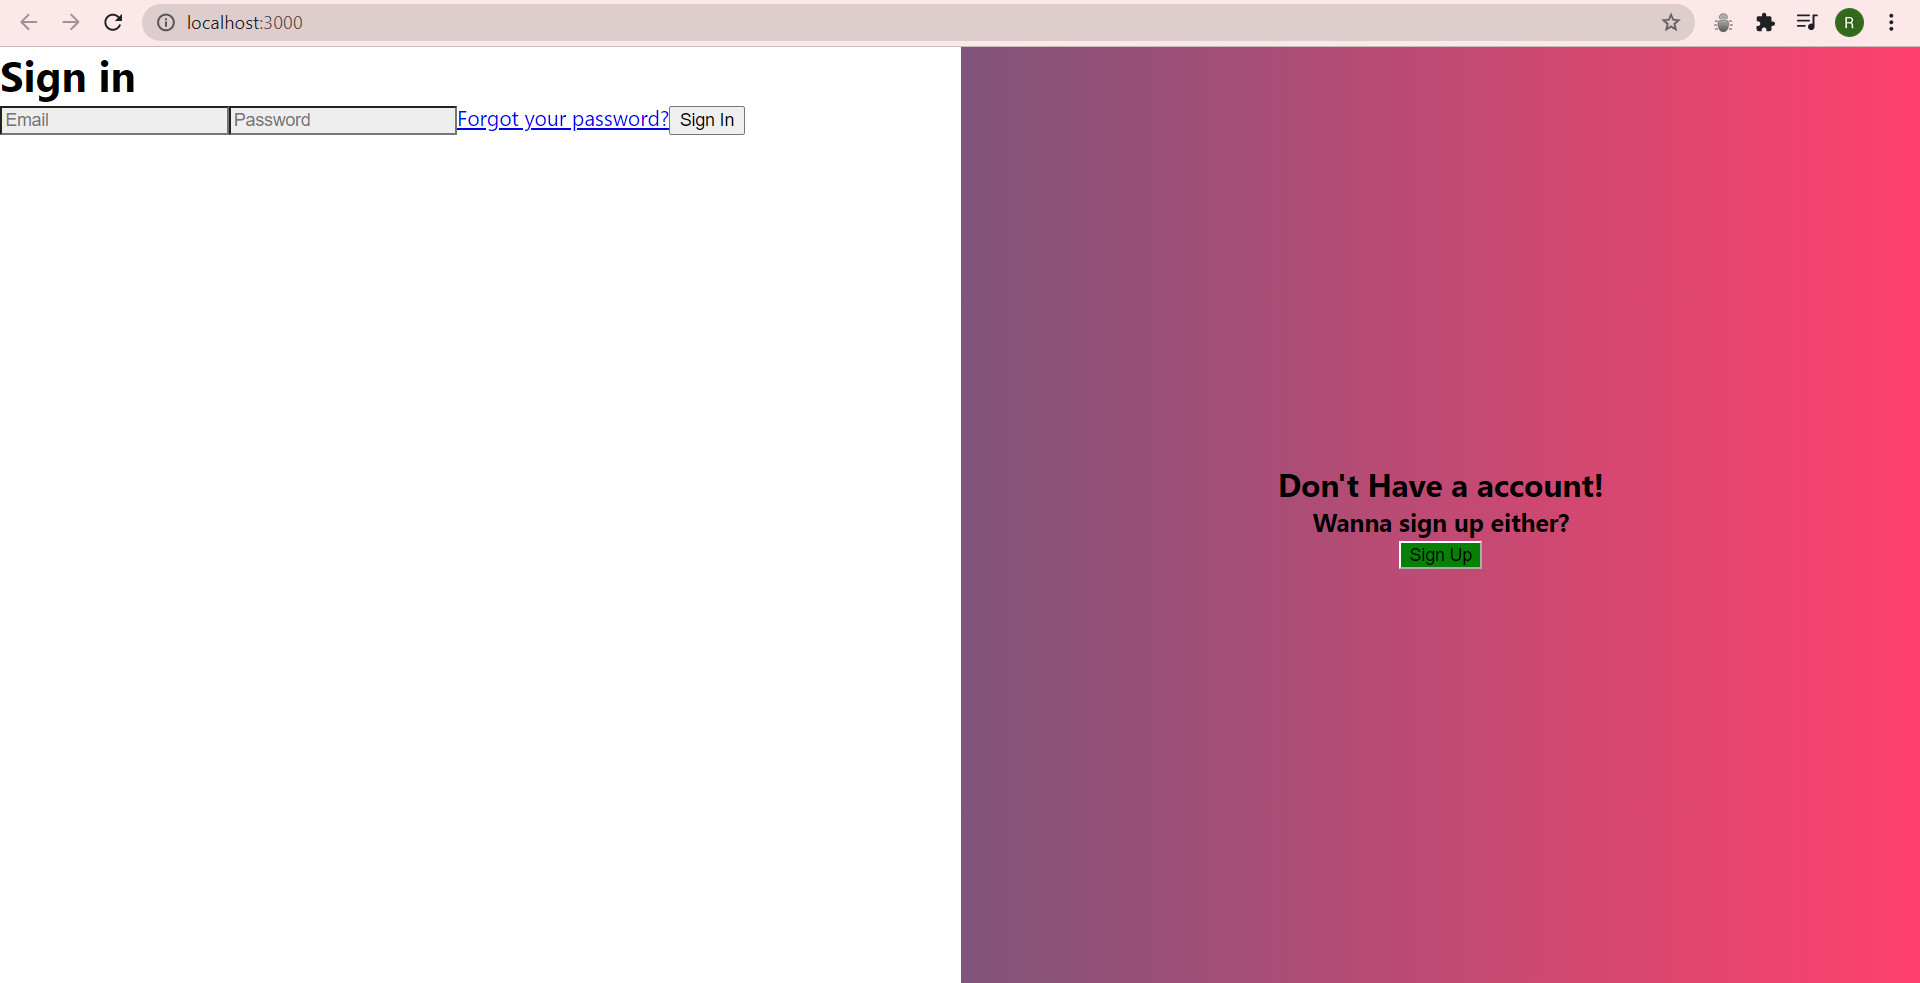 localhost:3000
R
Sign in
Email Password Forgot your password? Sign In
Don't Have a account!
Wanna sign up either?
Sign Up